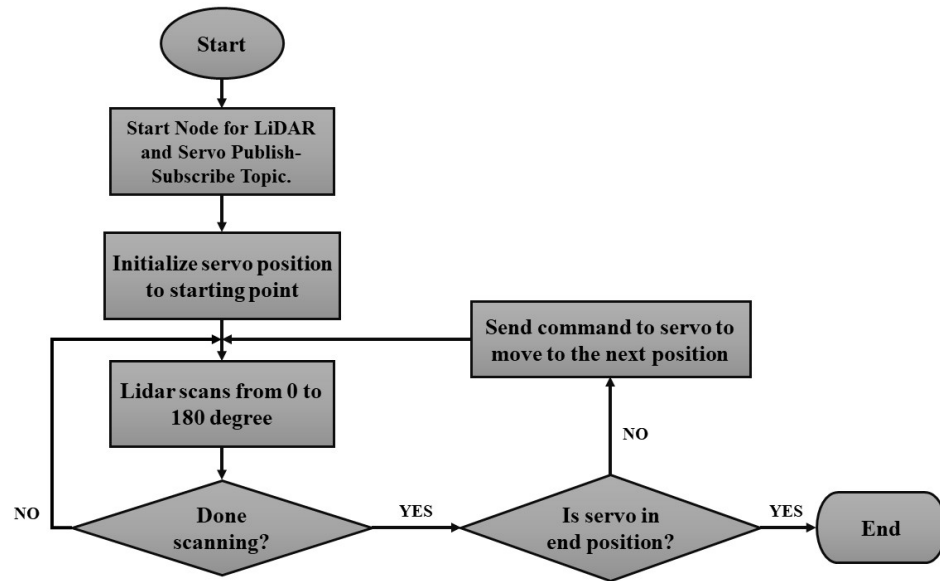 Start
Start Node for LiDAR
and Servo Publish-
Subscribe Topic.
Initialize servo position
to starting point
Send command to servo to
move to the next position
Lidar scans from 0 to
180 degree
NO
NO
Done
scanning?
YES
Is servo in
end position?
YES
End